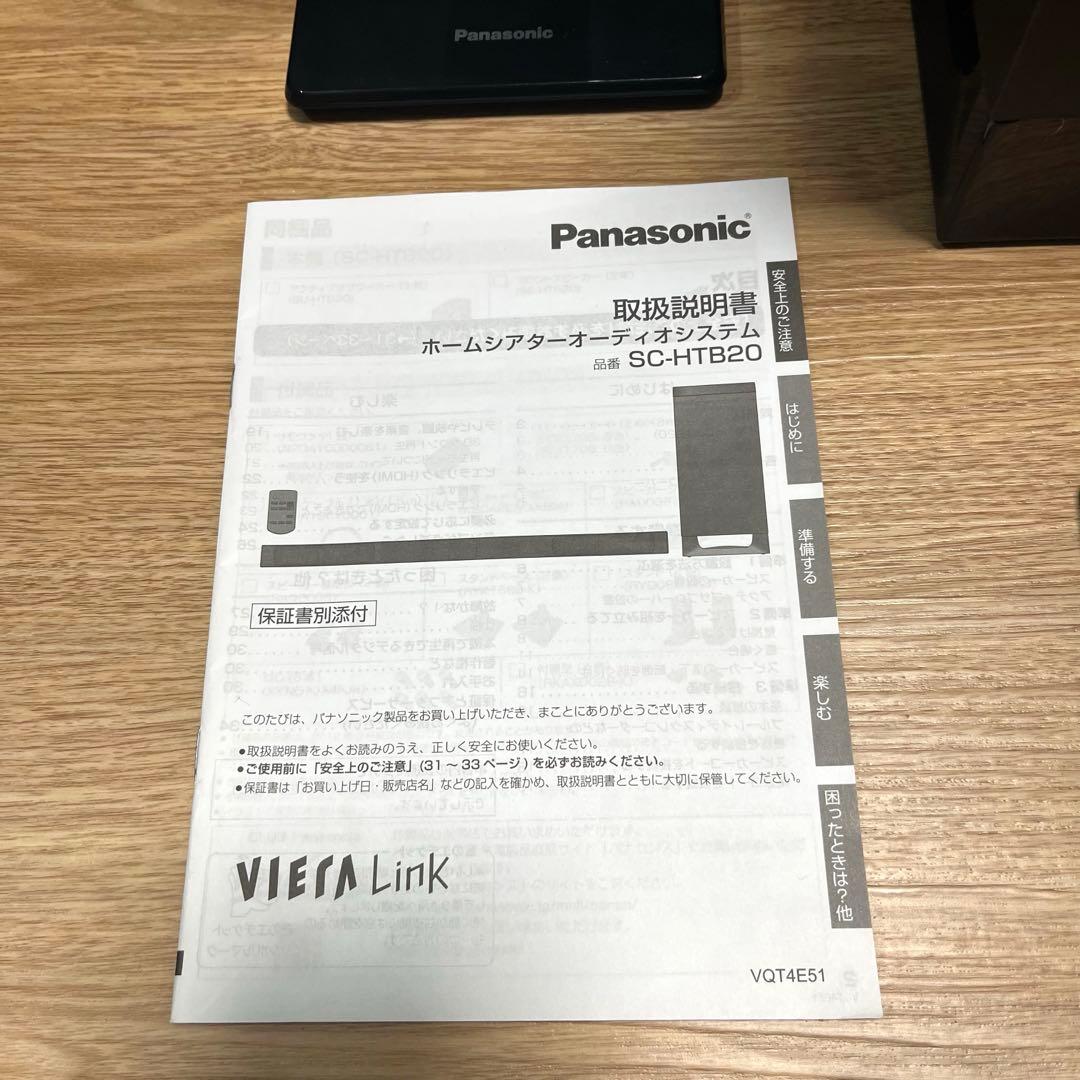 Panasonic
Panasonic®
取扱説明書
ホームシアターオーディオシステム
品番 SC-HTB20
安全上のご注意
はじめに
準備する
楽しむ
困ったときは?他
保証書別添付
このたびは、パナソニック製品をお買い上げいただき、まことにありがとうございます。
●取扱説明書をよくお読みのうえ、正しく安全にお使いください。
●ご使用前に「安全上のご注意」(31 ～ 33 ページ) を必ずお読みください。
●保証書は「お買い上げ日・販売店名」などの記入を確かめ、取扱説明書とともに大切に保管してください。
VIERA Link
VQT4E51